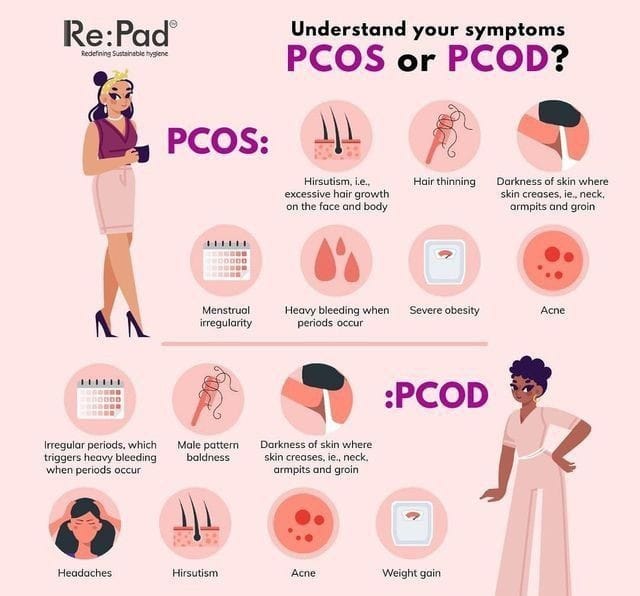 Re:Pad®
Redefining Sustainable hygiene
Understand your symptoms
PCOS or PCOD?
PCOS:
Hirsutism, i.e.,
excessive hair growth
on the face and body
Hair thinning
Darkness of skin where
skin creases, ie., neck,
armpits and groin
Menstrual
irregularity
Heavy bleeding when
periods occur
Severe obesity
Acne
:PCOD
Irregular periods, which
triggers heavy bleeding
when periods occur
Male pattern
baldness
Darkness of skin where
skin creases, ie., neck,
armpits and groin
Headaches
Hirsutism
Acne
Weight gain